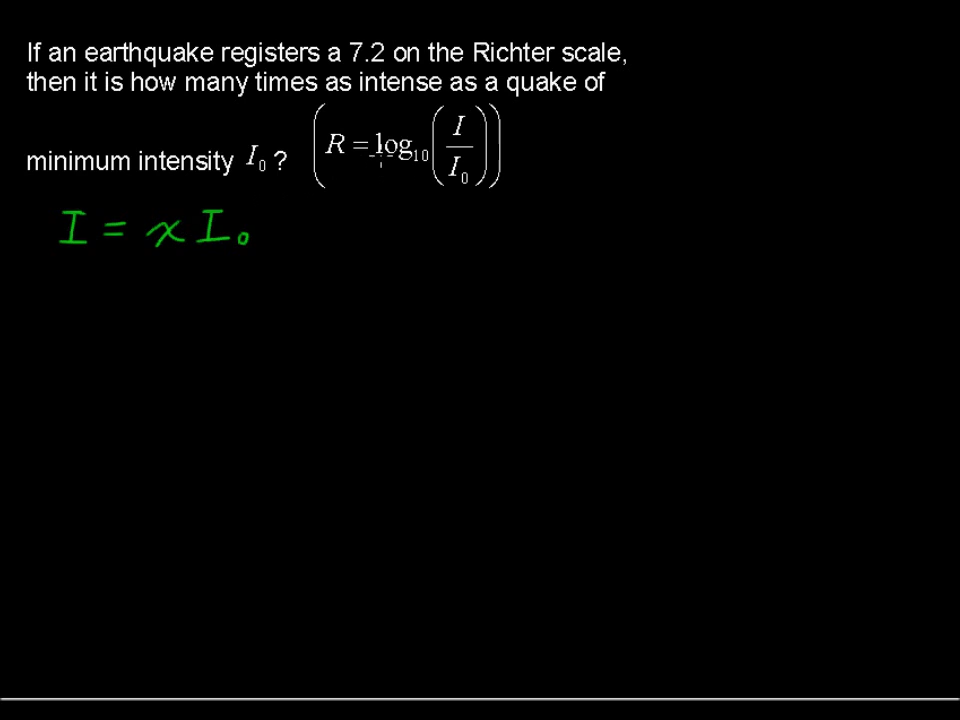 If an earthquake registers a 7.2 on the Richter scale,
then it is how many times as intense as a quake of
minimum intensity I₀ ? (R = log₁₀(I/I₀))
I = x I₀